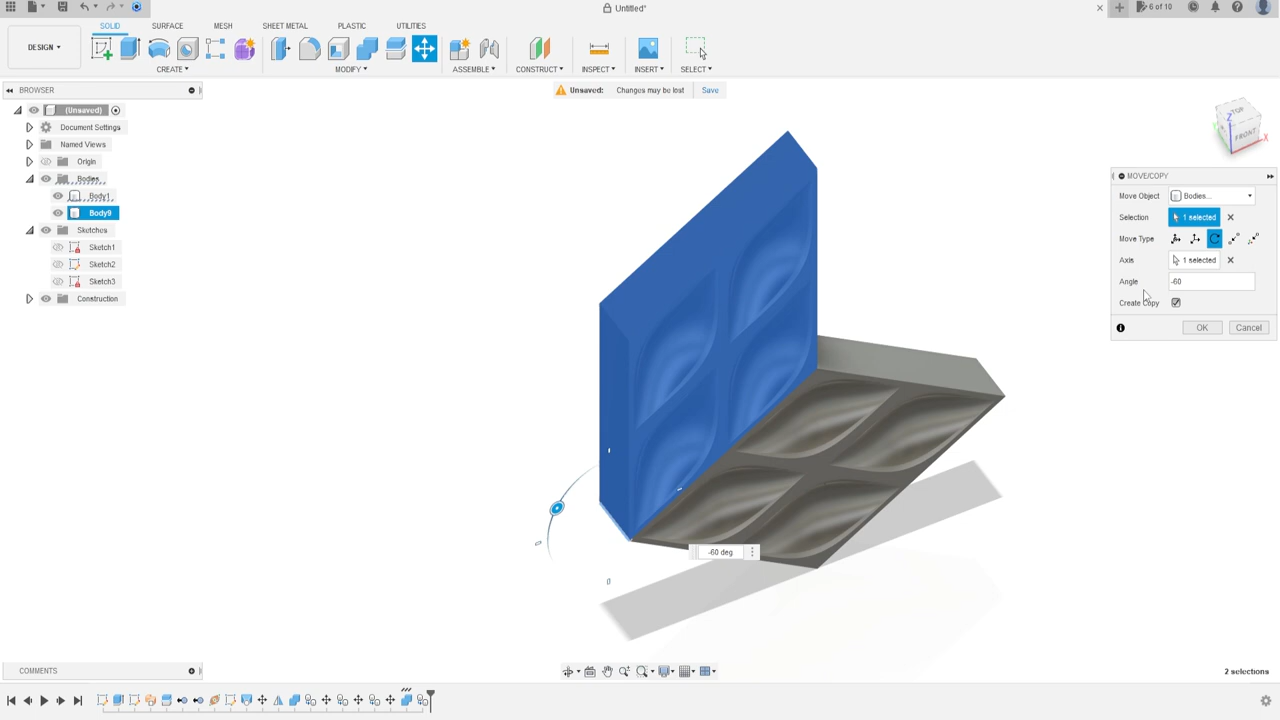 Untitled*
6 of 10
DESIGN
SOLID
SURFACE
MESH
SHEET METAL
PLASTIC
UTILITIES
CREATE
MODIFY
ASSEMBLE
CONSTRUCT
INSPECT
INSERT
SELECT
BROWSER
Unsaved: Changes may be lost Save
(Unsaved)
Document Settings
Named Views
Origin
Bodies
Body1
Body9
Sketches
Sketch1
Sketch2
Sketch3
Construction
Z
X
TOP
FRONT
MOVE/COPY
Move Object Bodies...
Selection 1 selected
Move Type
Axis 1 selected
Angle -60
Create Copy
OK Cancel
-60 deg
COMMENTS
2 selections